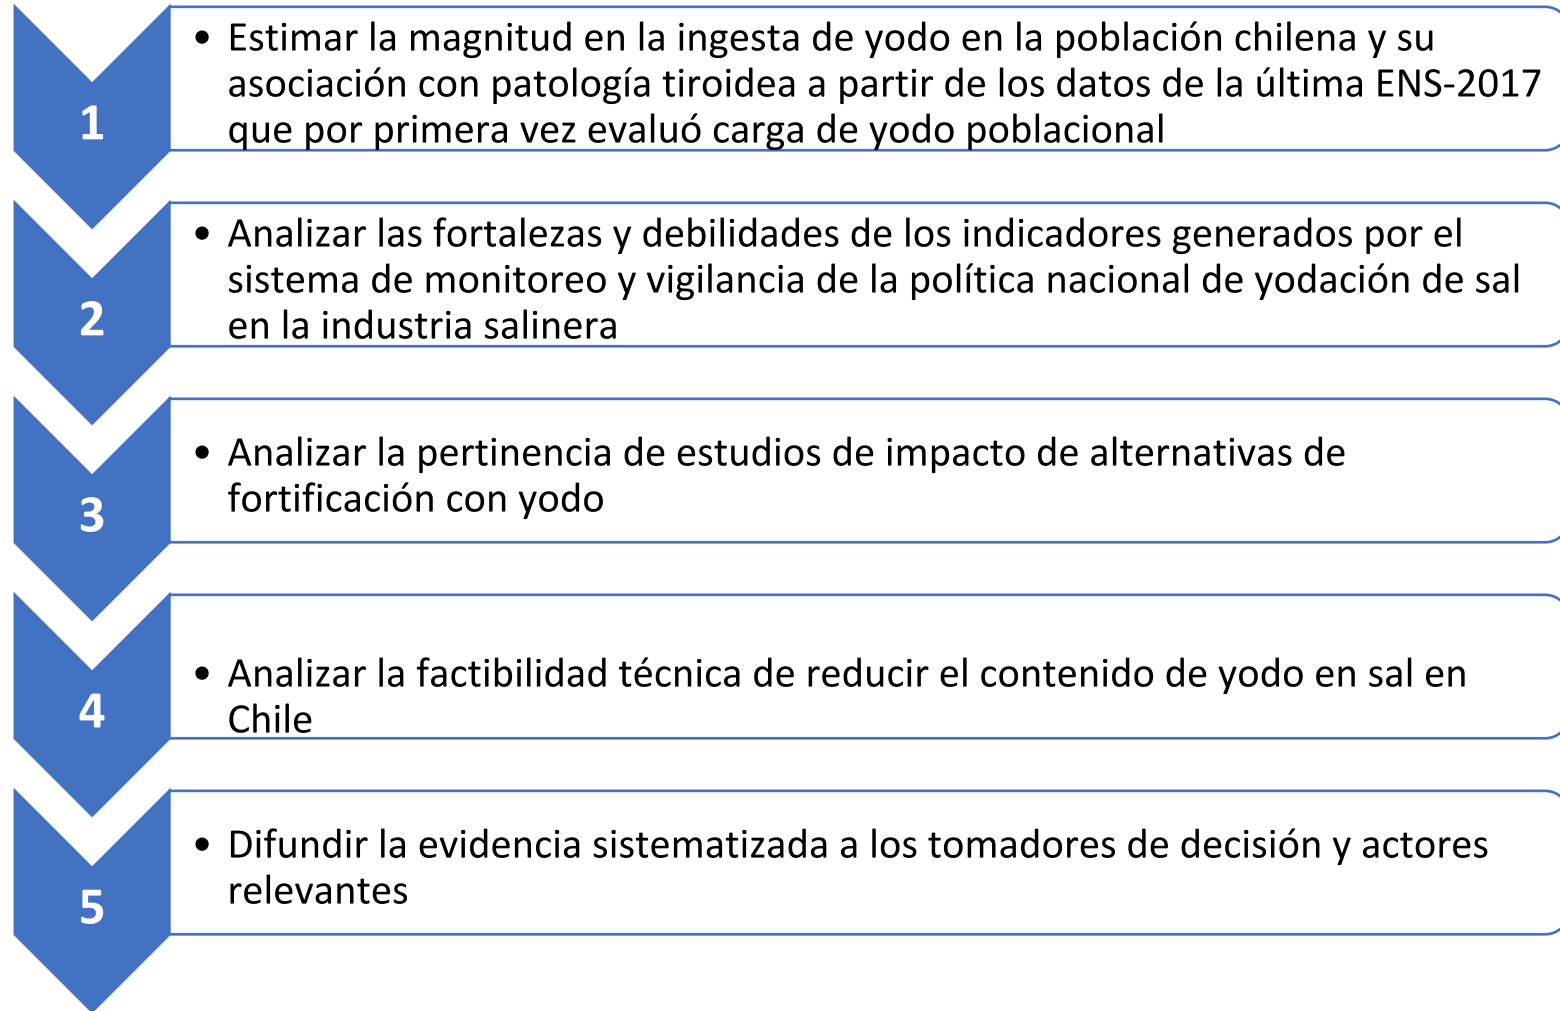 1
• Estimar la magnitud en la ingesta de yodo en la población chilena y su
asociación con patología tiroidea a partir de los datos de la última ENS-2017
que por primera vez evaluó carga de yodo poblacional
2
• Analizar las fortalezas y debilidades de los indicadores generados por el
sistema de monitoreo y vigilancia de la política nacional de yodación de sal
en la industria salinera
3
• Analizar la pertinencia de estudios de impacto de alternativas de
fortificación con yodo
4
• Analizar la factibilidad técnica de reducir el contenido de yodo en sal en
Chile
5
• Difundir la evidencia sistematizada a los tomadores de decisión y actores
relevantes